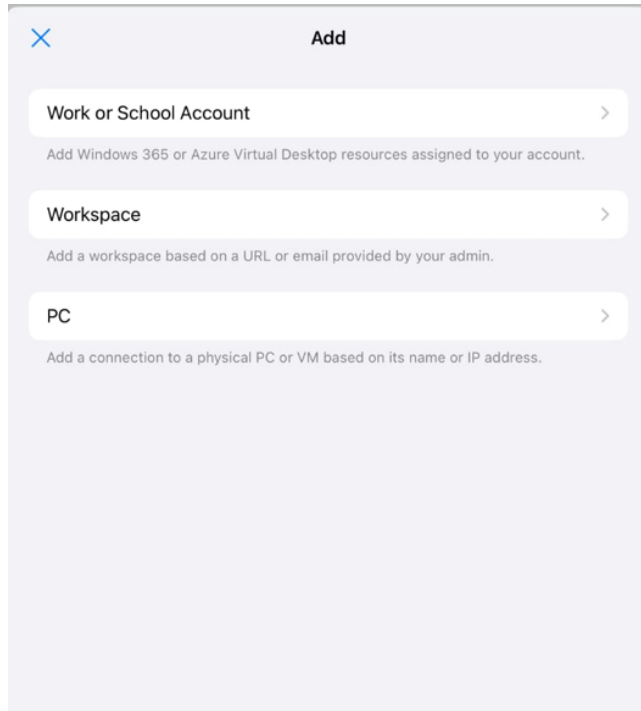 Add
Work or School Account
Add Windows 365 or Azure Virtual Desktop resources assigned to your account.
Workspace
Add a workspace based on a URL or email provided by your admin.
PC
Add a connection to a physical PC or VM based on its name or IP address.